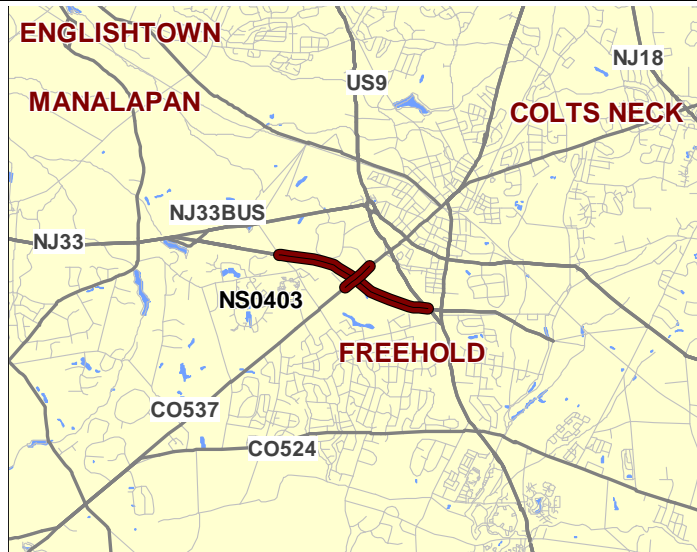 ENGLISHTOWN
NJ18
US9
MANALAPAN
COLTS NECK
NJ33BUS
NJ33
NS0403
FREEHOLD
CO537
CO524